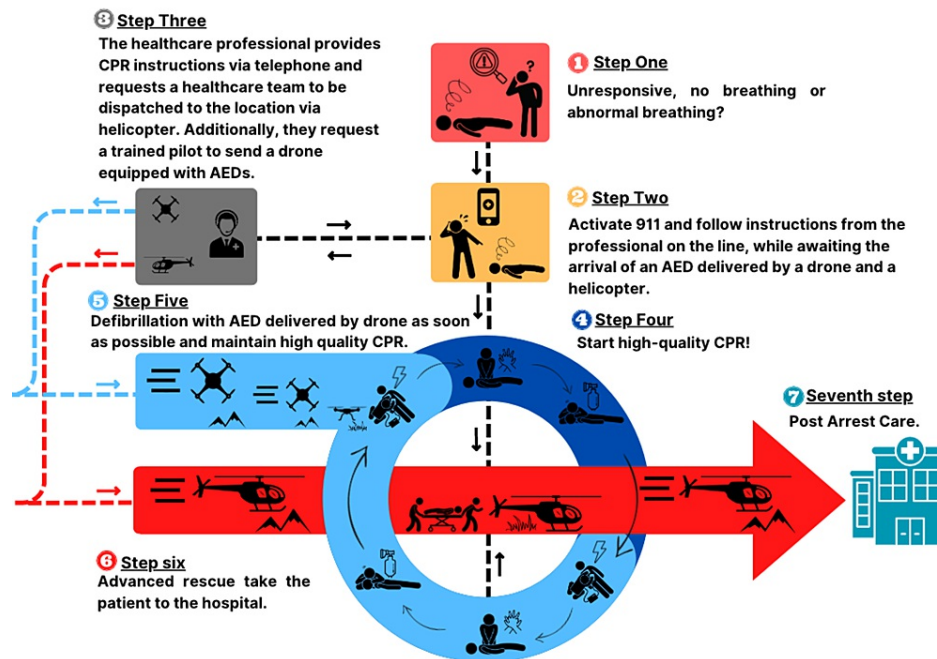 3 Step Three
The healthcare professional provides
CPR instructions via telephone and
requests a healthcare team to be
dispatched to the location via
helicopter. Additionally, they request
a trained pilot to send a drone
equipped with AEDs.
1 Step One
Unresponsive, no breathing or
abnormal breathing?
?
2 Step Two
Activate 911 and follow instructions from the
professional on the line, while awaiting the
arrival of an AED delivered by a drone and a
helicopter.
5 Step Five
Defibrillation with AED delivered by drone as soon
as possible and maintain high quality CPR.
4 Step Four
Start high-quality CPR!
7 Seventh step
Post Arrest Care.
6 Step six
Advanced rescue take the
patient to the hospital.